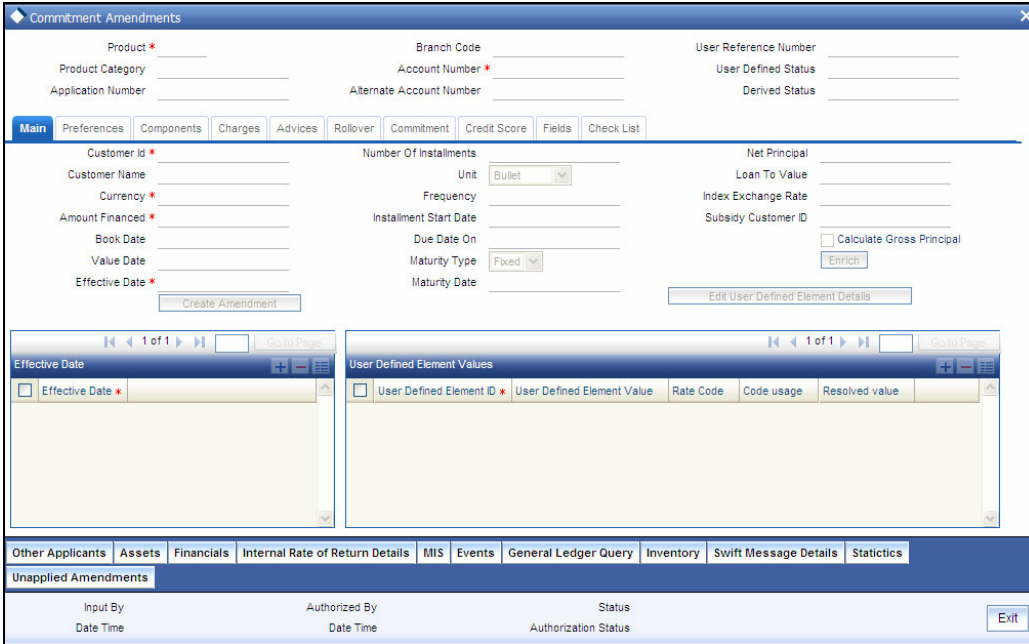 Commitment Amendments
Product * Branch Code User Reference Number
Product Category Account Number * User Defined Status
Application Number Alternate Account Number Derived Status
Main Preferences Components Charges Advices Rollover Commitment Credit Score Fields Check List
Customer Id * Number Of Installments Net Principal
Customer Name Unit Bullet Loan To Value
Currency * Frequency Index Exchange Rate
Amount Financed * Installment Start Date Subsidy Customer ID
Book Date Due Date On Calculate Gross Principal
Value Date Maturity Type Fixed Enrich
Effective Date * Maturity Date
Create Amendment Edit User Defined Element Details
1 of 1 Go to Page 1 of 1 Go to Page
Effective Date User Defined Element Values
Effective Date * User Defined Element ID * User Defined Element Value Rate Code Code usage Resolved value
Other Applicants Assets Financials Internal Rate of Return Details MIS Events General Ledger Query Inventory Swift Message Details Statictics
Unapplied Amendments
Input By Authorized By Status
Date Time Date Time Authorization Status
Exit